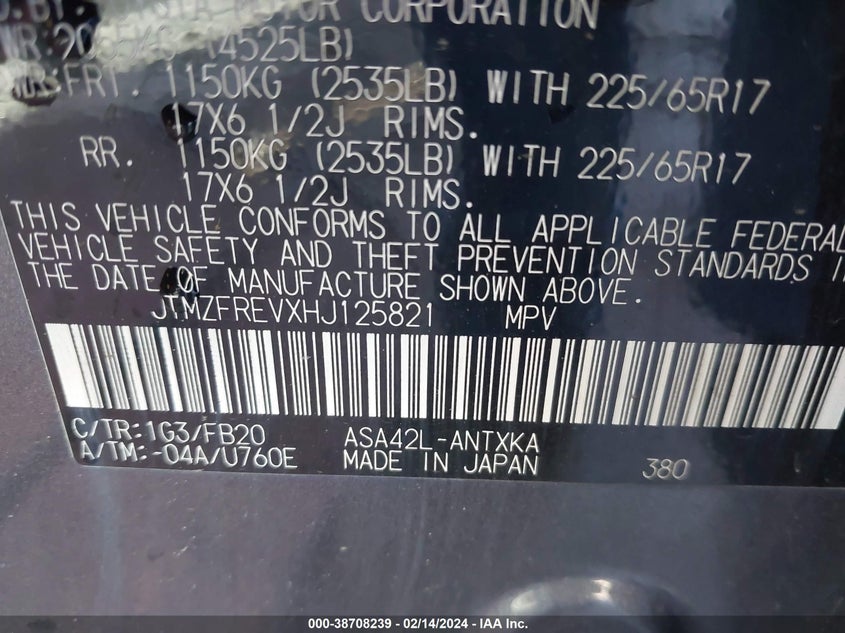 CORPORATION
(4525LB)
FRT. 1150KG (2535LB) WITH 225/65R17
17X6 1/2J RIMS.
RR. 1150KG (2535LB) WITH 225/65R17
17X6 1/2J RIMS.
THIS VEHICLE CONFORMS TO ALL APPLICABLE FEDERAL
VEHICLE SAFETY AND THEFT PREVENTION STANDARDS
THE DATE OF MANUFACTURE SHOWN ABOVE.
JTMZFREVXHJ125821 MPV
C/TR:1G3/FB20 ASA42L-ANTXKA
A/TM:-04A/U760E MADE IN JAPAN 380
000-38708239 - 02/14/2024 - IAA Inc.